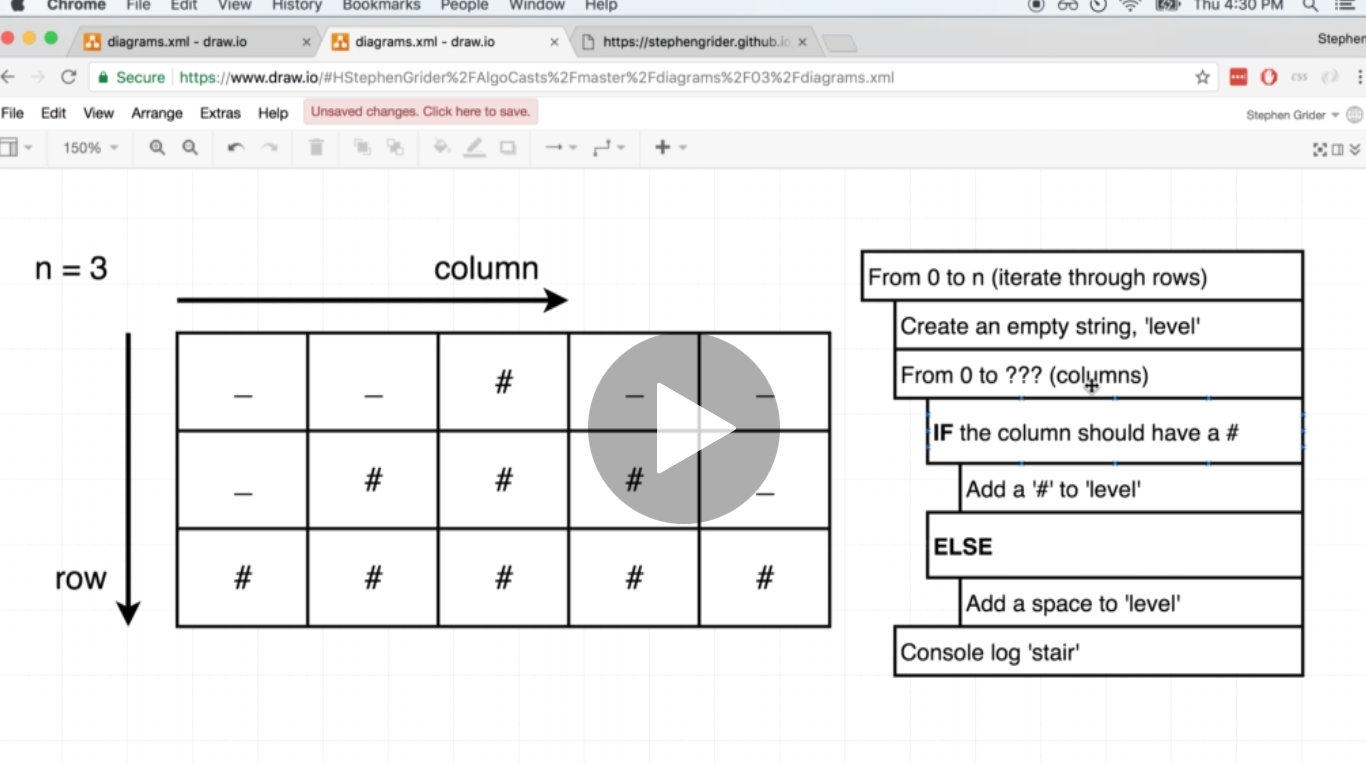 Chrome File Edit View History Bookmarks People Window Help Thu 4:30 PM
diagrams.xml - draw.io diagrams.xml - draw.io https://stephengrider.github.io Stephen
Secure https://www.draw.io/#HStephenGrider%2FAlgoCasts%2Fmaster%2Fdiagrams%2F03%2Fdiagrams.xml css
File Edit View Arrange Extras Help Unsaved changes. Click here to save. Stephen Grider
150%
n = 3
column
row
_ _ # _ _
_ # # # _
# # # # #
From 0 to n (iterate through rows)
Create an empty string, 'level'
From 0 to ??? (columns)
IF the column should have a #
Add a '#' to 'level'
ELSE
Add a space to 'level'
Console log 'stair'